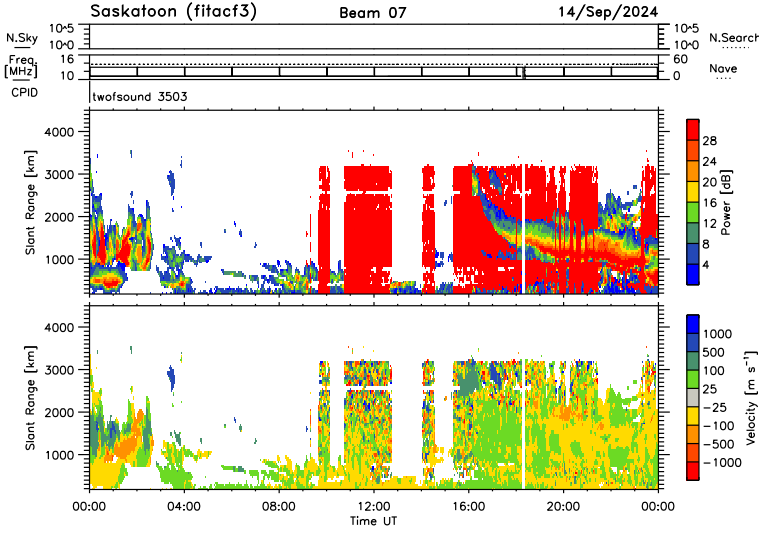 Saskatoon (fitacf3) Beam 07 14/Sep/2024
N.Sky 10^5 10^0 10^5 10^0 N.Search
Freq. [MHz] 16 10 60 0 Nave
CPID twofsound 3503
Slant Range [km] 4000 3000 2000 1000
28 24 20 16 12 8 4 Power [dB]
Slant Range [km] 4000 3000 2000 1000
1000 500 100 25 -25 -100 -500 -1000 Velocity [m s^-1]
00:00 04:00 08:00 12:00 16:00 20:00 00:00
Time UT